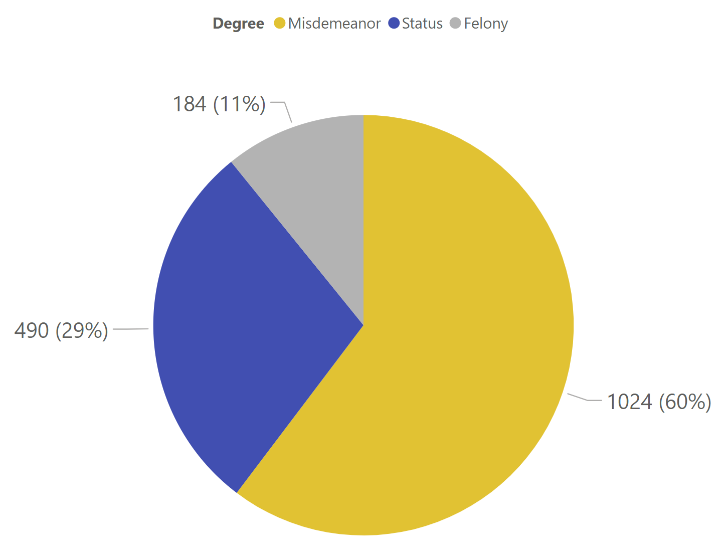 Degree Misdemeanor Status Felony
184 (11%)
490 (29%)
1024 (60%)